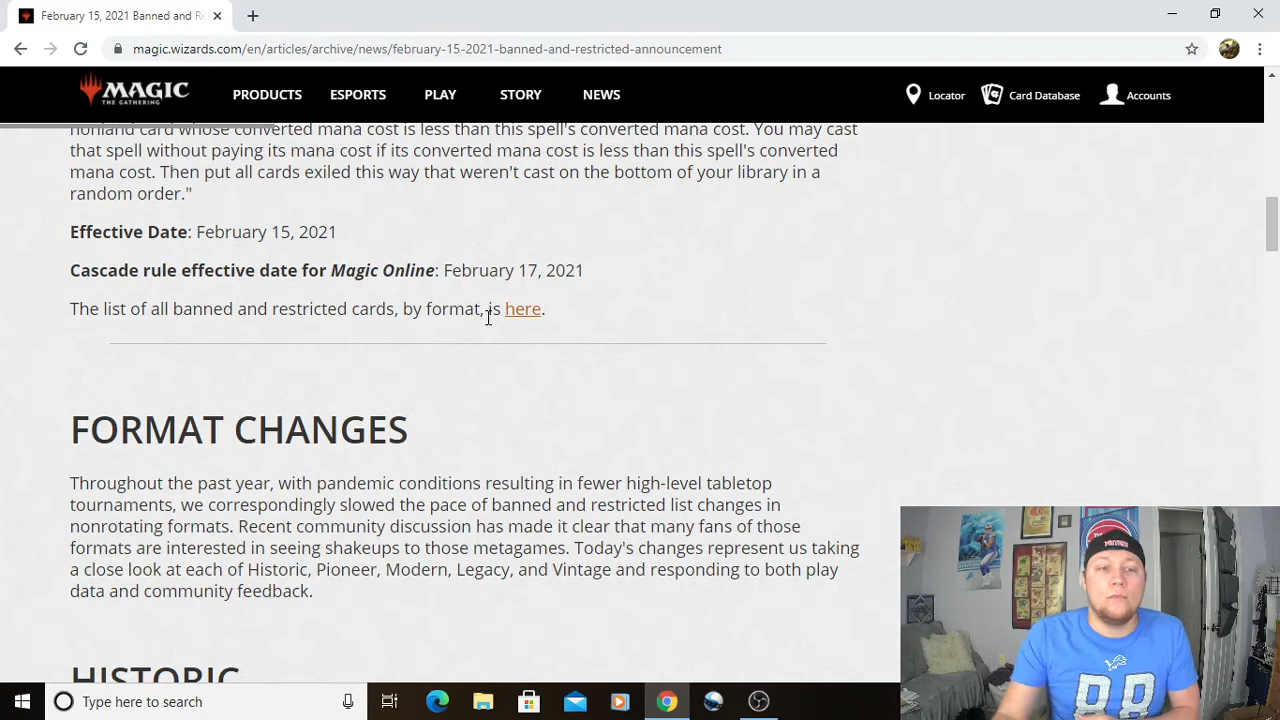 February 15, 2021 Banned and Re
magic.wizards.com/en/articles/archive/news/february-15-2021-banned-and-restricted-announcement
MAGIC
THE GATHERING
PRODUCTS
ESPORTS
PLAY
STORY
NEWS
Locator
Card Database
Accounts
nonland card whose converted mana cost is less than this spell's converted mana cost. You may cast
that spell without paying its mana cost if its converted mana cost is less than this spell's converted
mana cost. Then put all cards exiled this way that weren't cast on the bottom of your library in a
random order."
Effective Date: February 15, 2021
Cascade rule effective date for Magic Online: February 17, 2021
The list of all banned and restricted cards, by format, is here.
FORMAT CHANGES
Throughout the past year, with pandemic conditions resulting in fewer high-level tabletop
tournaments, we correspondingly slowed the pace of banned and restricted list changes in
nonrotating formats. Recent community discussion has made it clear that many fans of those
formats are interested in seeing shakeups to those metagames. Today's changes represent us taking
a close look at each of Historic, Pioneer, Modern, Legacy, and Vintage and responding to both play
data and community feedback.
HISTORIC
88
Type here to search